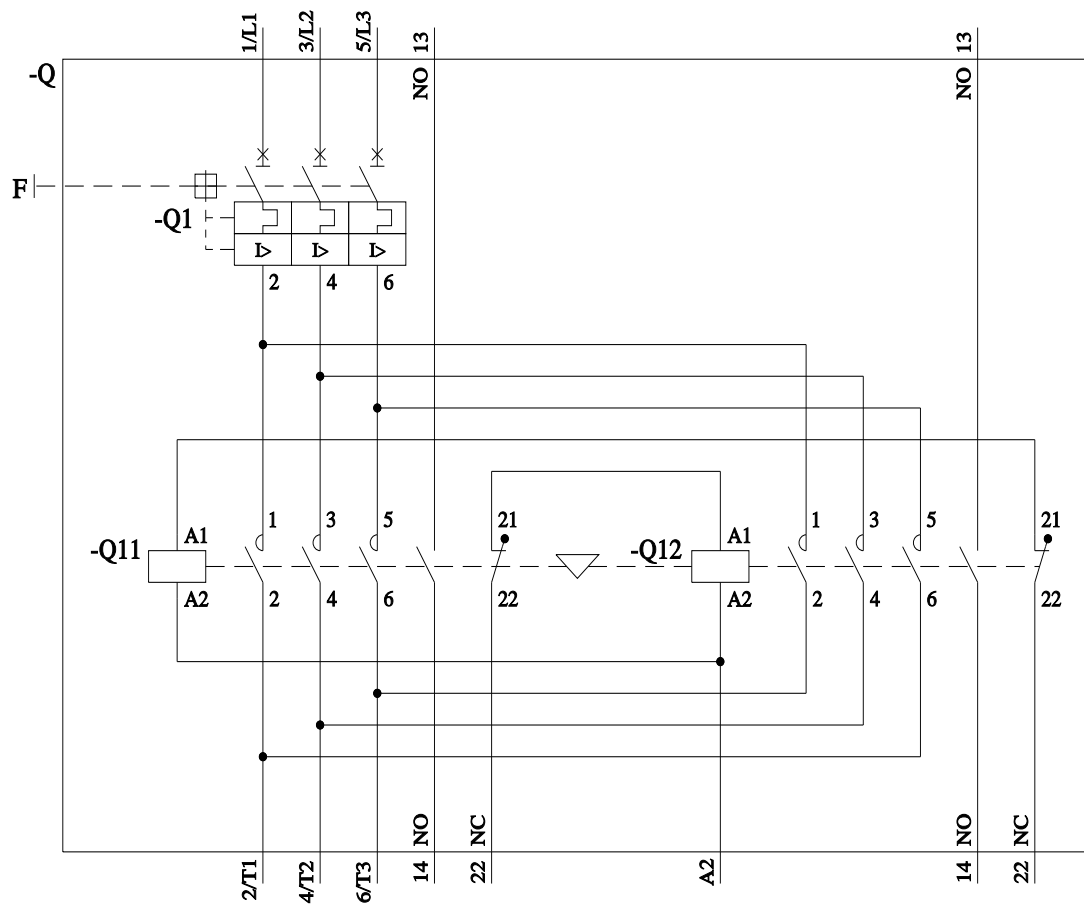 1/L1 3/L2 5/L3 13 13
NO NO
-Q
F
-Q1
I> I> I>
2 4 6
1 3 5 21 1 3 5 21
-Q11 A1 -Q12 A1
A2 2 4 6 22 A2 2 4 6 22
NO NC NO NC
2/T1 4/T2 6/T3 14 22 A2 14 22